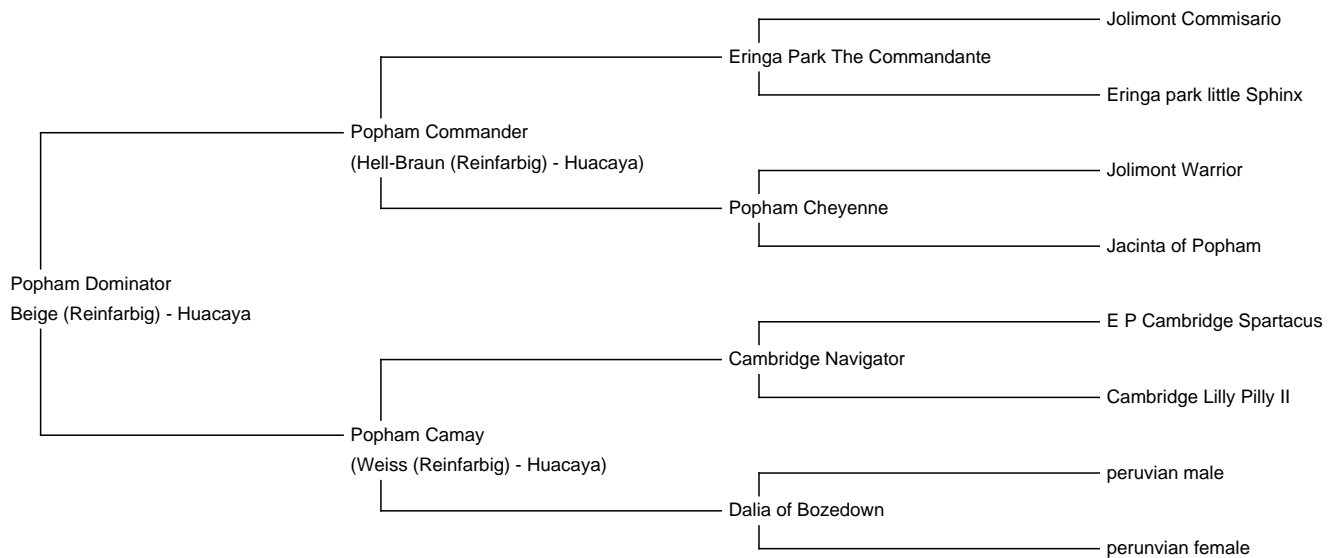 Jolimont Commisario
Eringa Park The Commandante
Eringa park little Sphinx
Popham Commander
(Hell-Braun (Reinfarbig) - Huacaya)
Jolimont Warrior
Popham Cheyenne
Jacinta of Popham
Popham Dominator
Beige (Reinfarbig) - Huacaya
E P Cambridge Spartacus
Cambridge Navigator
Cambridge Lilly Pilly II
Popham Camay
(Weiss (Reinfarbig) - Huacaya)
peruvian male
Dalia of Bozedown
perunvian female